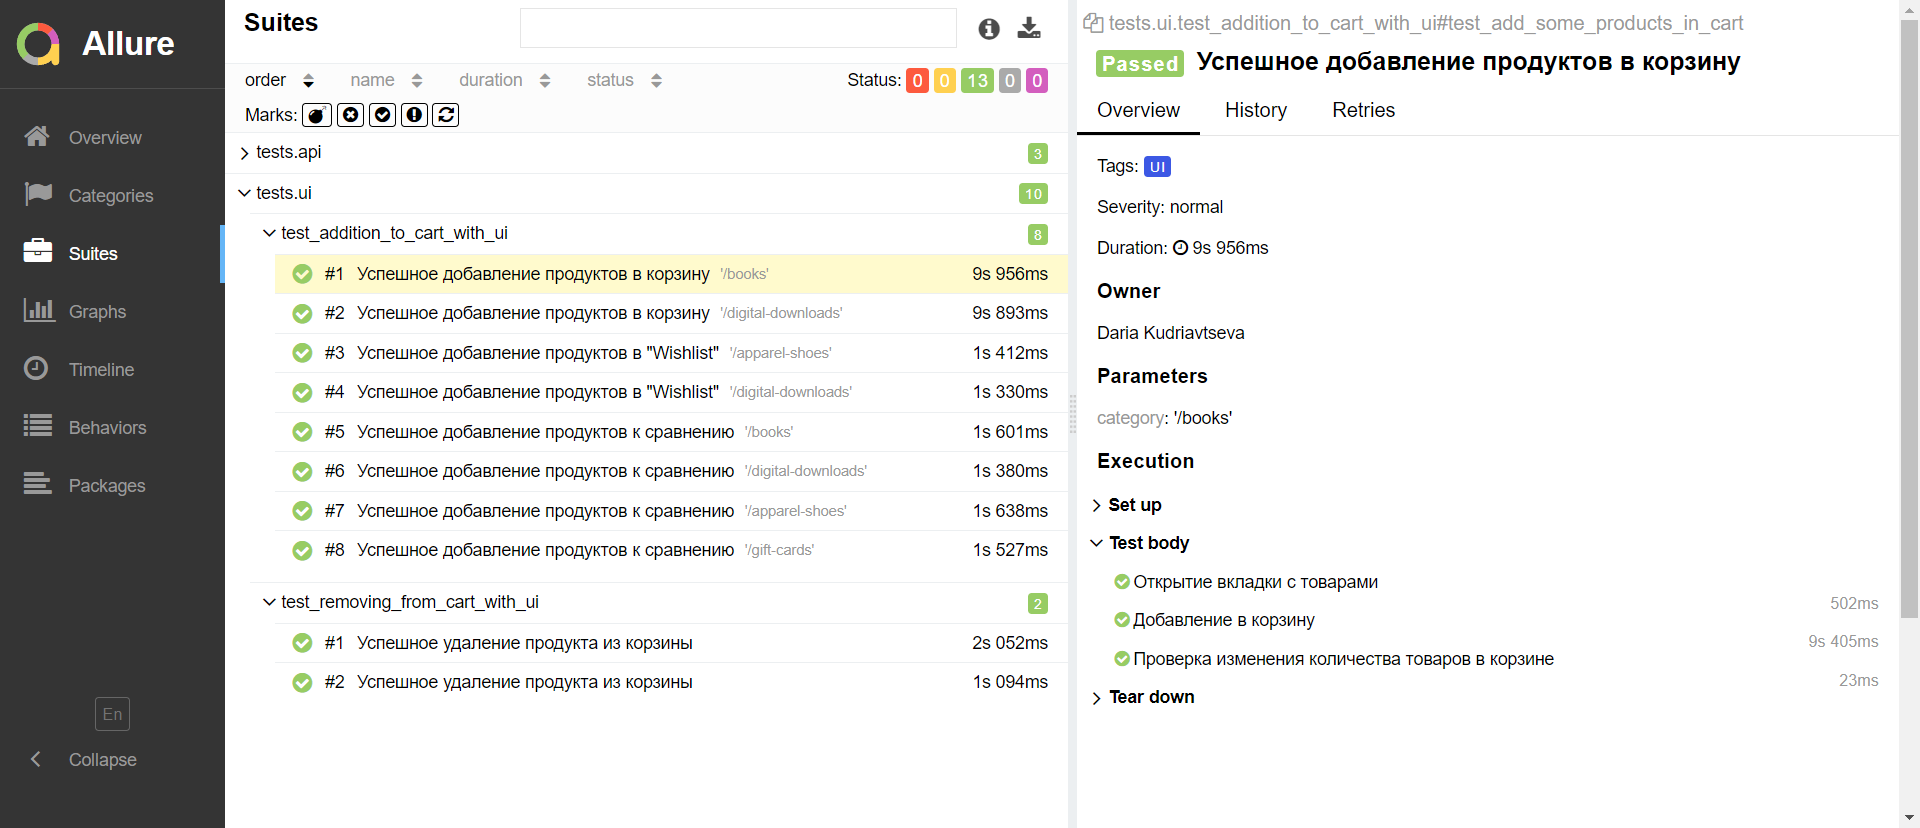 Allure
Overview
Categories
Suites
Graphs
Timeline
Behaviors
Packages
En
Collapse
Suites
order name duration status Status: 0 0 13 0 0
Marks:
tests.api 3
tests.ui 10
test_addition_to_cart_with_ui 8
#1 Успешное добавление продуктов в корзину '/books' 9s 956ms
#2 Успешное добавление продуктов в корзину '/digital-downloads' 9s 893ms
#3 Успешное добавление продуктов в "Wishlist" '/apparel-shoes' 1s 412ms
#4 Успешное добавление продуктов в "Wishlist" '/digital-downloads' 1s 330ms
#5 Успешное добавление продуктов к сравнению '/books' 1s 601ms
#6 Успешное добавление продуктов к сравнению '/digital-downloads' 1s 380ms
#7 Успешное добавление продуктов к сравнению '/apparel-shoes' 1s 638ms
#8 Успешное добавление продуктов к сравнению '/gift-cards' 1s 527ms
test_removing_from_cart_with_ui 2
#1 Успешное удаление продукта из корзины 2s 052ms
#2 Успешное удаление продукта из корзины 1s 094ms
tests.ui.test_addition_to_cart_with_ui#test_add_some_products_in_cart
Passed Успешное добавление продуктов в корзину
Overview History Retries
Tags: UI
Severity: normal
Duration: 9s 956ms
Owner
Daria Kudriavtseva
Parameters
category: '/books'
Execution
Set up
Test body
Открытие вкладки с товарами
502ms
Добавление в корзину
9s 405ms
Проверка изменения количества товаров в корзине
23ms
Tear down